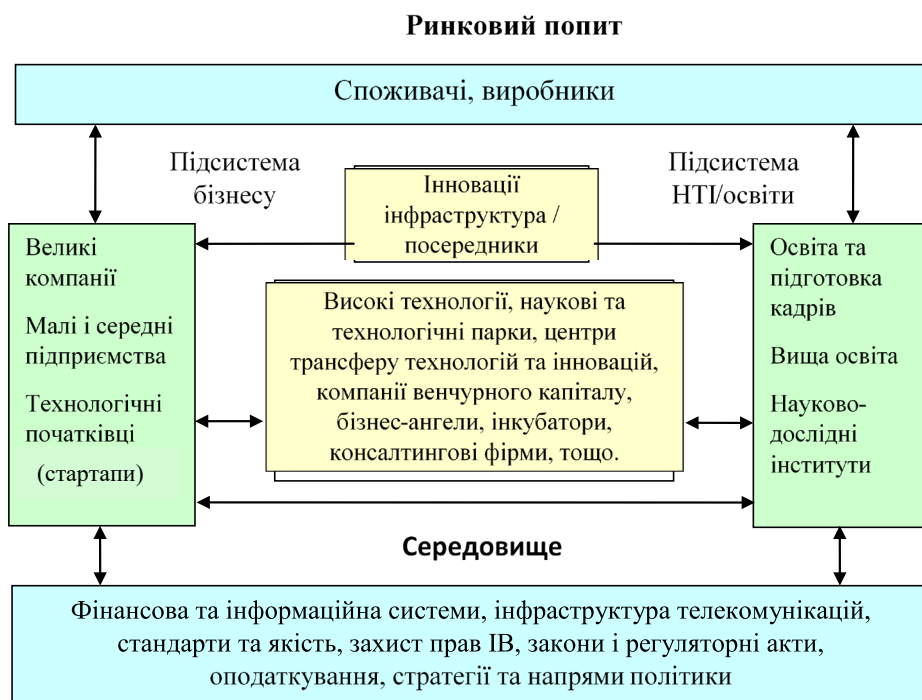 Ринковий попит
Споживачі, виробники
Підсистема
бізнесу
Підсистема
НТІ/освіти
Інновації
інфраструктура /
посередники
Великі
компанії
Малі і середні
підприємства
Технологічні
початківці
(стартапи)
Високі технології, наукові та
технологічні парки, центри
трансферу технологій та інновацій,
компанії венчурного капіталу,
бізнес-ангели, інкубатори,
консалтингові фірми, тощо.
Освіта та
підготовка
кадрів
Вища освіта
Науково-
дослідні
інститути
Середовище
Фінансова та інформаційна системи, інфраструктура телекомунікацій,
стандарти та якість, захист прав ІВ, закони і регуляторні акти,
оподаткування, стратегії та напрями політики